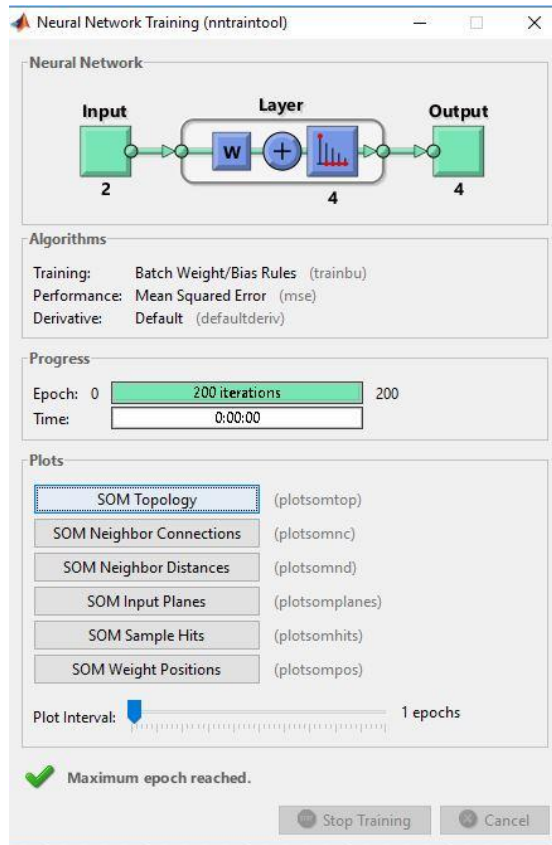 Neural Network Training (nntraintool)
Neural Network
Input
Layer
Output
W
+
2
4
4
Algorithms
Training: Batch Weight/Bias Rules (trainbu)
Performance: Mean Squared Error (mse)
Derivative: Default (defaultderiv)
Progress
Epoch: 0 200 iterations 200
Time: 0:00:00
Plots
SOM Topology (plotsomtop)
SOM Neighbor Connections (plotsomnc)
SOM Neighbor Distances (plotsomnd)
SOM Input Planes (plotsomplanes)
SOM Sample Hits (plotsomhits)
SOM Weight Positions (plotsompos)
Plot Interval: 1 epochs
Maximum epoch reached.
Stop Training Cancel